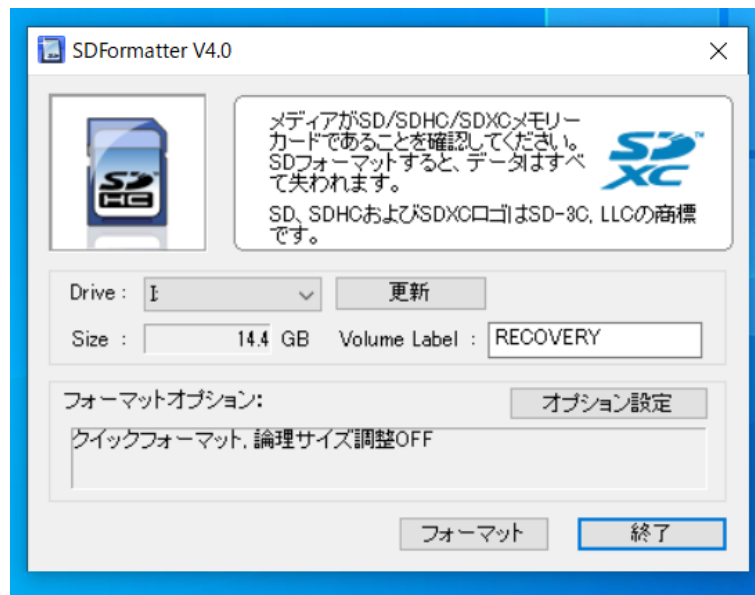 SDFormatter V4.0
SD
HC
メディアがSD/SDHC/SDXCメモリー
カードであることを確認してください。
SDフォーマットすると、データはすべ
て失われます。
SD、SDHCおよびSDXCロゴはSD-3C, LLCの商標
です。
SD™
XC
Drive : I: 更新
Size : 14.4 GB Volume Label : RECOVERY
フォーマットオプション:
オプション設定
クイックフォーマット, 論理サイズ調整OFF
フォーマット 終了